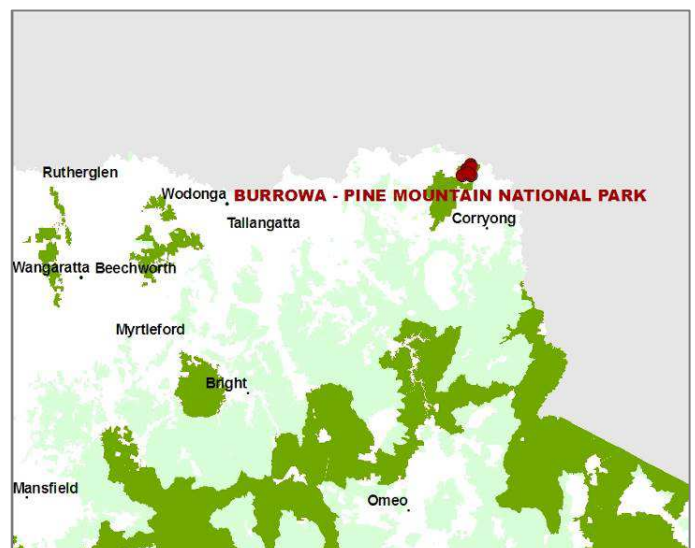 Rutherglen
Wodonga
BURROWA - PINE MOUNTAIN NATIONAL PARK
Tallangatta
Corryong
Wangaratta
Beechworth
Myrtleford
Bright
Mansfield
Omeo